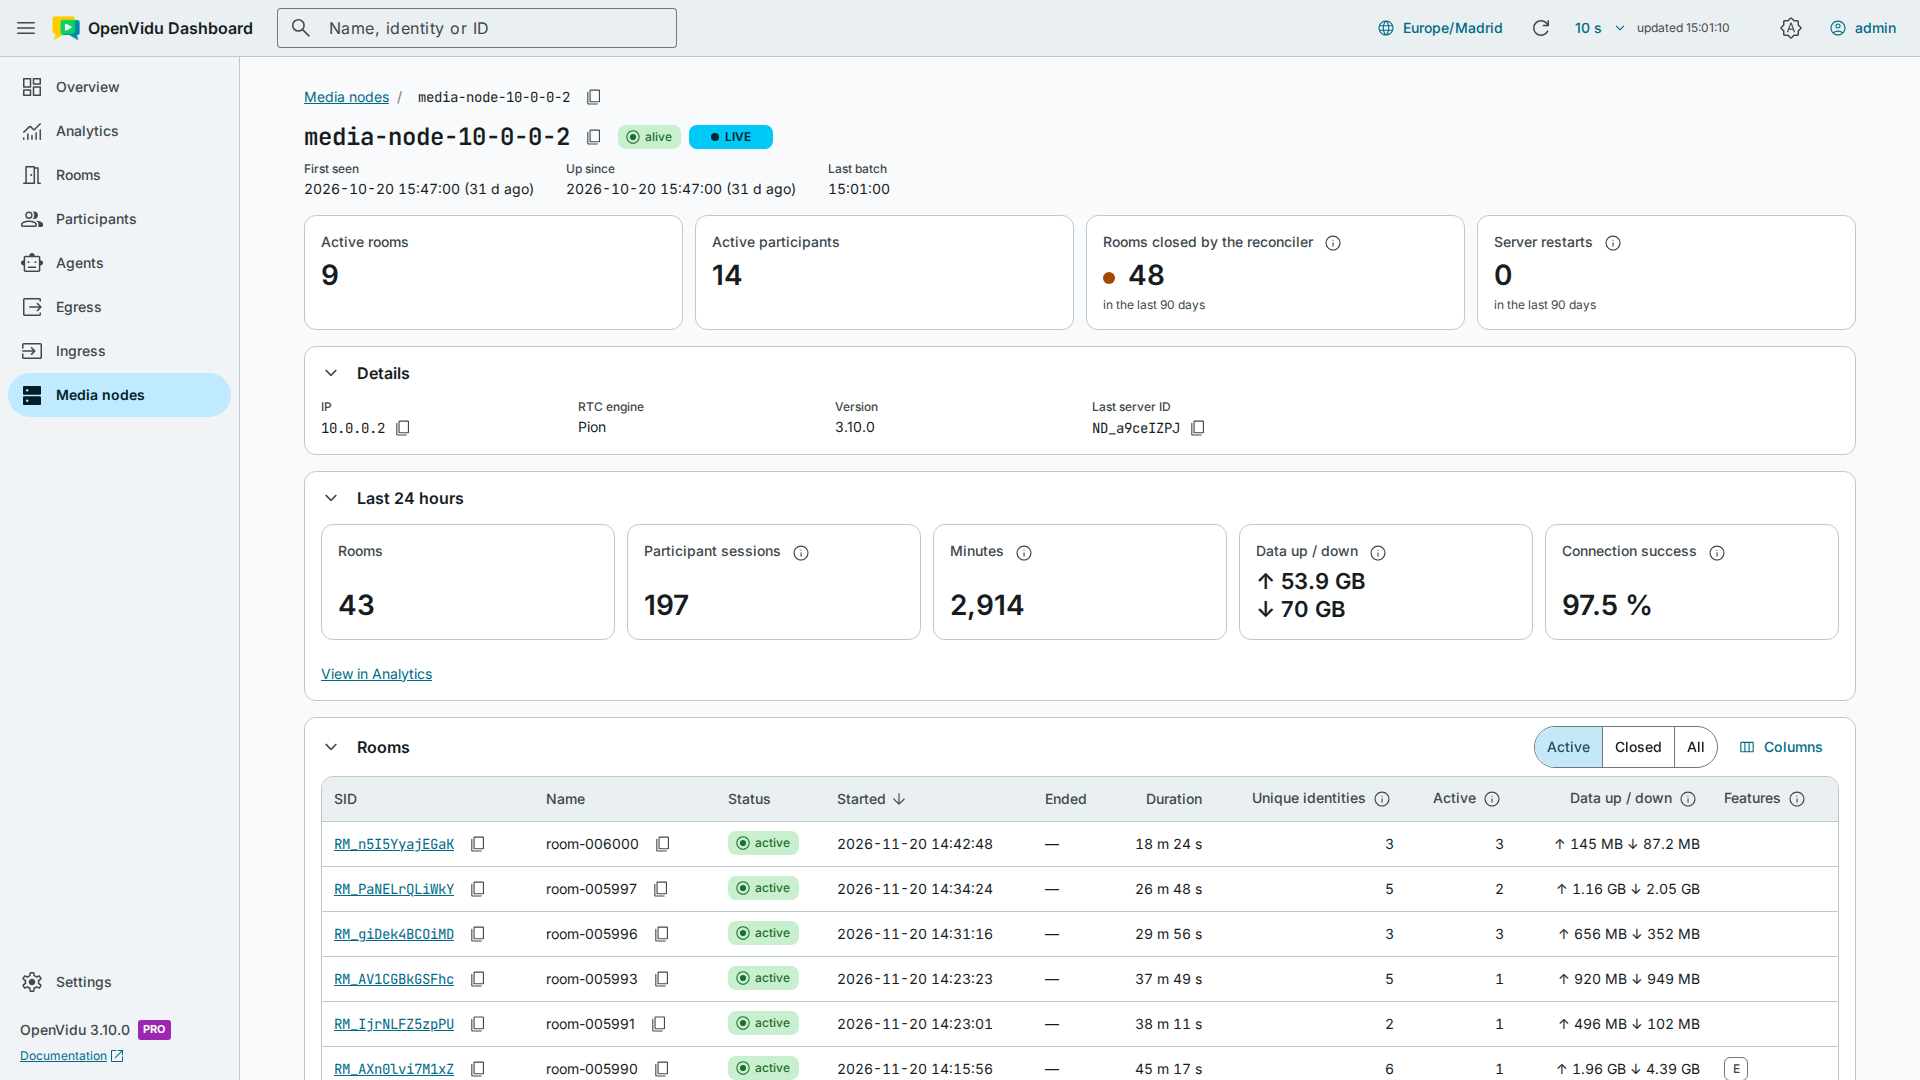 OpenVidu Dashboard
Name, identity or ID
Europe/Madrid
10 s
updated 15:01:10
admin
Overview
Analytics
Rooms
Participants
Agents
Egress
Ingress
Media nodes
Settings
OpenVidu 3.10.0 PRO
Documentation
Media nodes / media-node-10-0-0-2
media-node-10-0-0-2 alive LIVE
First seen Up since Last batch
2026-10-20 15:47:00 (31 d ago) 2026-10-20 15:47:00 (31 d ago) 15:01:00
Active rooms
9
Active participants
14
Rooms closed by the reconciler
48
in the last 90 days
Server restarts
0
in the last 90 days
Details
IP RTC engine Version Last server ID
10.0.0.2 Pion 3.10.0 ND_a9ceIZPJ
Last 24 hours
Rooms
43
Participant sessions
197
Minutes
2,914
Data up / down
↑ 53.9 GB
↓ 70 GB
Connection success
97.5 %
View in Analytics
Rooms Active Closed All Columns
SID Name Status Started ↓ Ended Duration Unique identities Active Data up / down Features
RM_n5I5YyajEGaK room-006000 active 2026-11-20 14:42:48 — 18 m 24 s 3 3 ↑ 145 MB ↓ 87.2 MB
RM_PaNELrQLiWkY room-005997 active 2026-11-20 14:34:24 — 26 m 48 s 5 2 ↑ 1.16 GB ↓ 2.05 GB
RM_giDek4BCOiMD room-005996 active 2026-11-20 14:31:16 — 29 m 56 s 3 3 ↑ 656 MB ↓ 352 MB
RM_AV1CGBkGSFhc room-005993 active 2026-11-20 14:23:23 — 37 m 49 s 5 1 ↑ 920 MB ↓ 949 MB
RM_IjrNLFZ5zpPU room-005991 active 2026-11-20 14:23:01 — 38 m 11 s 2 1 ↑ 496 MB ↓ 102 MB
RM_AXn0lvi7M1xZ room-005990 active 2026-11-20 14:15:56 — 45 m 17 s 6 1 ↑ 1.96 GB ↓ 4.39 GB E